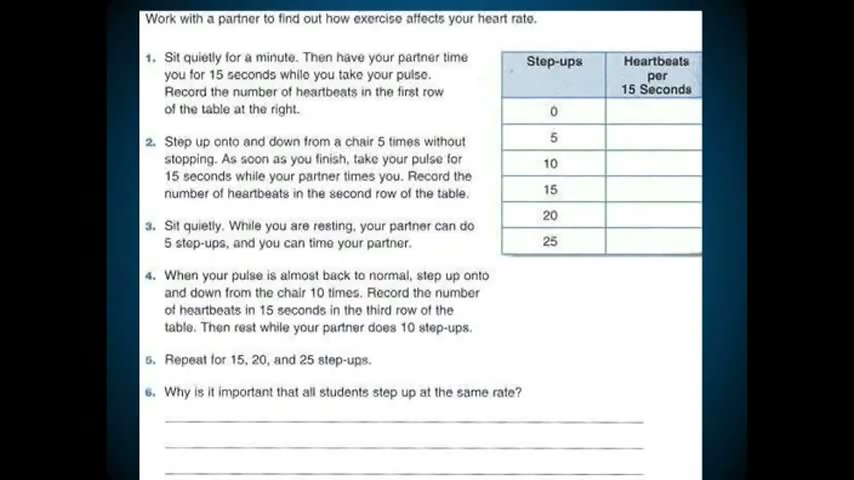 Work with a partner to find out how exercise affects your heart rate.
1. Sit quietly for a minute. Then have your partner time
you for 15 seconds while you take your pulse.
Record the number of heartbeats in the first row
of the table at the right.
2. Step up onto and down from a chair 5 times without
stopping. As soon as you finish, take your pulse for
15 seconds while your partner times you. Record the
number of heartbeats in the second row of the table.
3. Sit quietly. While you are resting, your partner can do
5 step-ups, and you can time your partner.
4. When your pulse is almost back to normal, step up onto
and down from the chair 10 times. Record the number
of heartbeats in 15 seconds in the third row of the
table. Then rest while your partner does 10 step-ups.
5. Repeat for 15, 20, and 25 step-ups.
6. Why is it important that all students step up at the same rate?
Step-ups
Heartbeats
per
15 Seconds
0
5
10
15
20
25